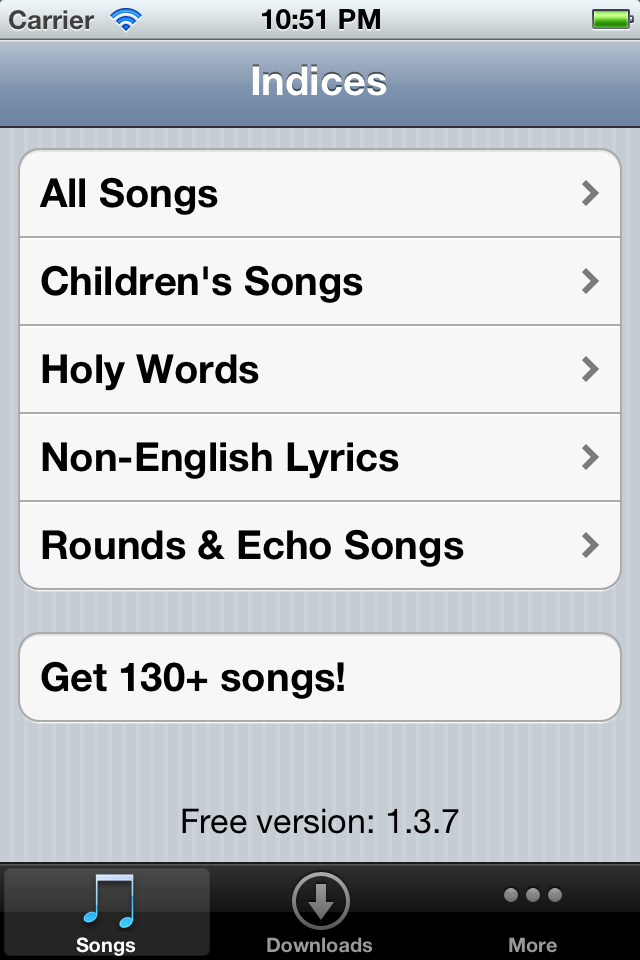 Carrier 10:51 PM
Indices
All Songs
Children's Songs
Holy Words
Non-English Lyrics
Rounds & Echo Songs
Get 130+ songs!
Free version: 1.3.7
Songs Downloads More